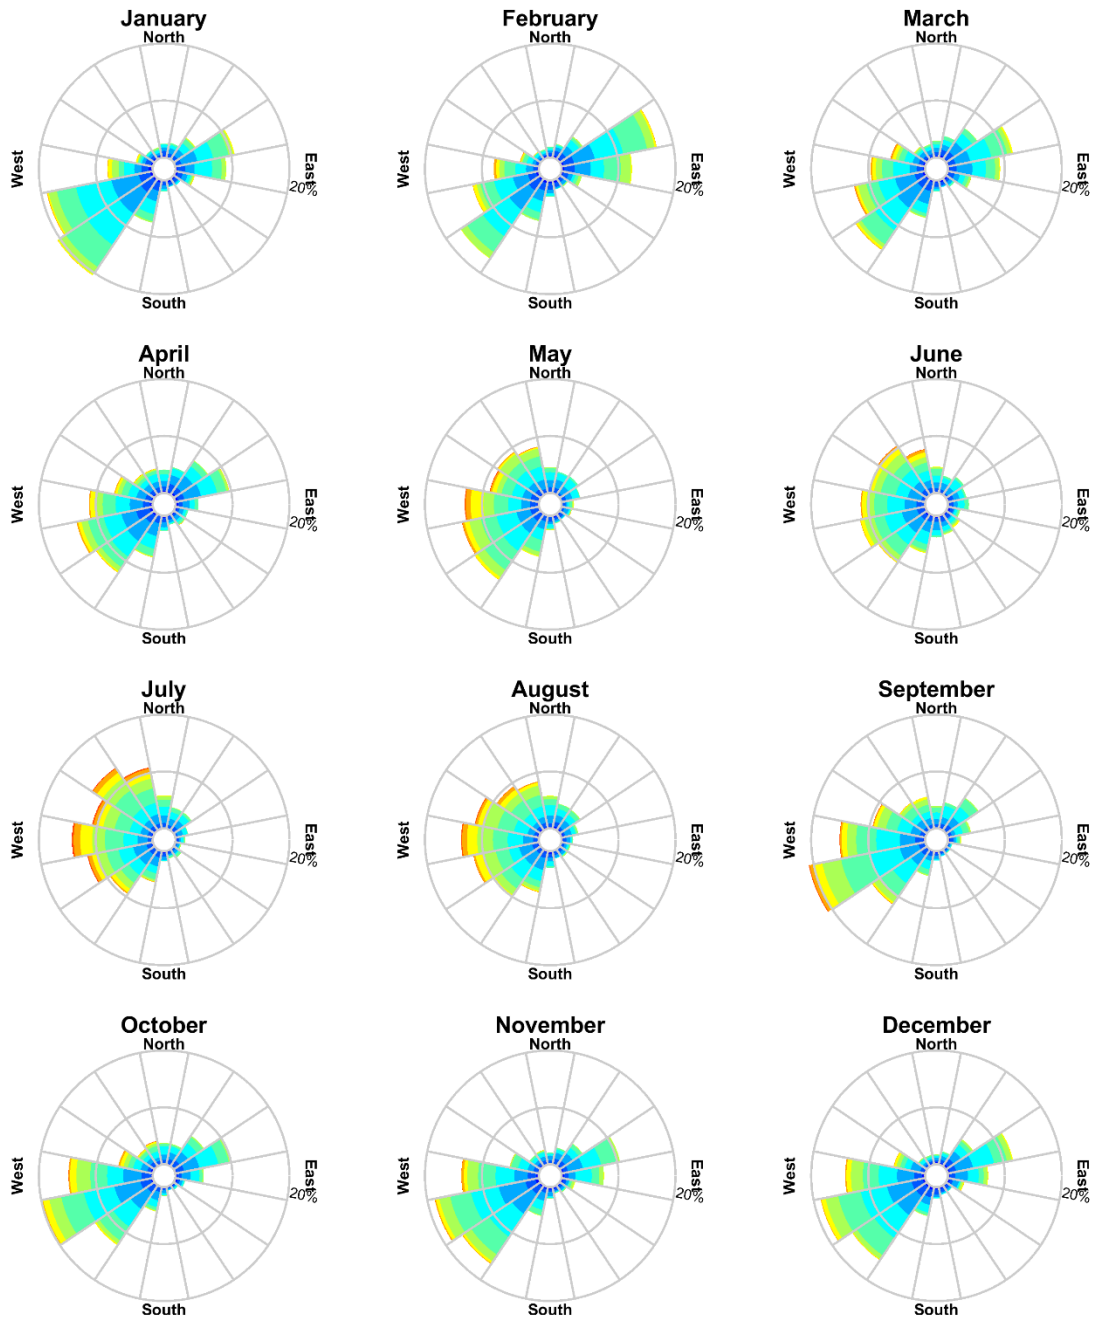 January February March
North North North
West East West East West East
20% 20% 20%
South South South
April May June
North North North
West East West East West East
20% 20% 20%
South South South
July August September
North North North
West East West East West East
20% 20% 20%
South South South
October November December
North North North
West East West East West East
20% 20% 20%
South South South